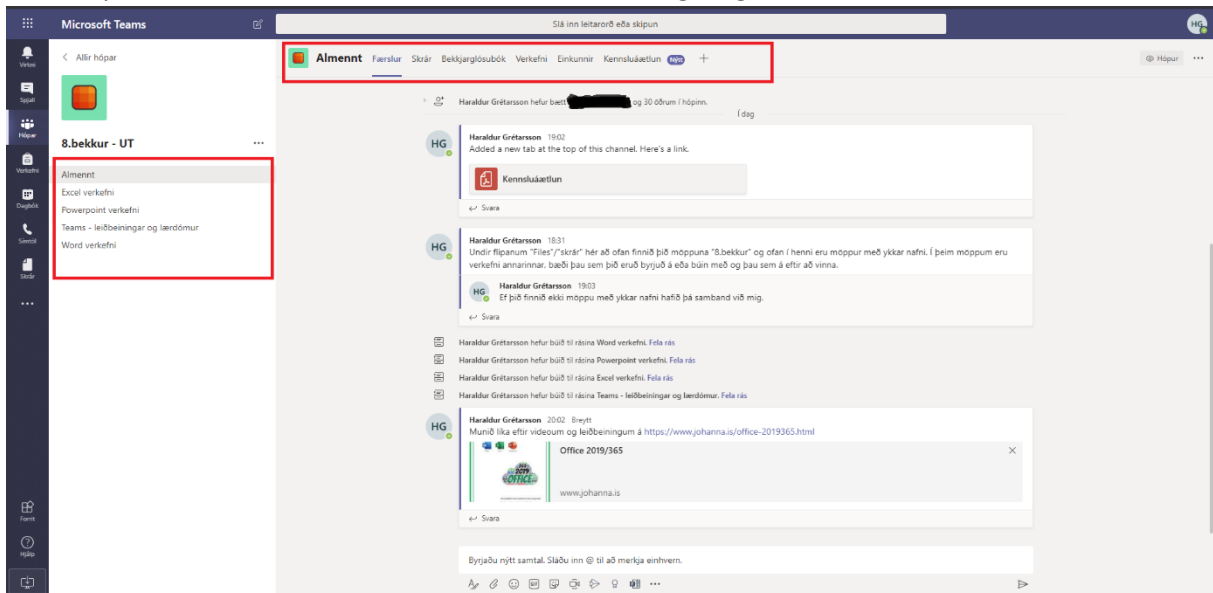 Microsoft Teams
Slá inn leitarorð eða skipun
HG
Virkni
Spjall
Hópar
Verkefni
Dagbók
Símtöl
Skrár
Forrit
Hjálp
Allir hópar
8.bekkur - UT
Almennt
Excel verkefni
Powerpoint verkefni
Teams - leiðbeiningar og lærdómur
Word verkefni
Almennt Færslur Skrár Bekkjarglósubók Verkefni Einkunnir Kennsluáætlun Nýtt
Hópur
Haraldur Grétarsson hefur bætt og 30 öðrum í hópinn.
Í dag
HG
Haraldur Grétarsson 19:02
Added a new tab at the top of this channel. Here's a link.
Kennsluáætlun
Svara
HG
Haraldur Grétarsson 18:31
Undir flipanum "Files"/"skrár" hér að ofan finnið þið möppuna "8.bekkur" og ofan í henni eru möppur með ykkar nafni. Í þeim möppum eru
verkefni annarinnar, bæði þau sem þið eruð byrjuð á eða búin með og þau sem á eftir að vinna.
HG
Haraldur Grétarsson 19:03
Ef þið finnið ekki möppu með ykkar nafni hafið þá samband við mig.
Svara
Haraldur Grétarsson hefur búið til rásina Word verkefni. Fela rás
Haraldur Grétarsson hefur búið til rásina Powerpoint verkefni. Fela rás
Haraldur Grétarsson hefur búið til rásina Excel verkefni. Fela rás
Haraldur Grétarsson hefur búið til rásina Teams - leiðbeiningar og lærdómur. Fela rás
HG
Haraldur Grétarsson 20:02 Breytt
Munið líka eftir videoum og leiðbeiningum á https://www.johanna.is/office-2019365.html
Office 2019/365
365
2019
OFFICE
www.johanna.is
Svara
Byrjaðu nýtt samtal. Sláðu inn @ til að merkja einhvern.